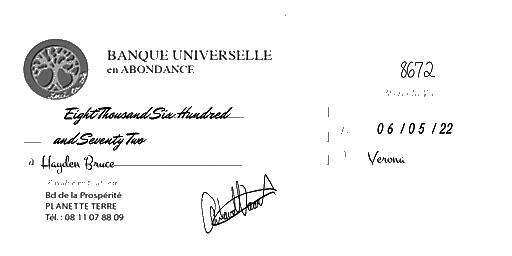 BANQUE UNIVERSELLE
en ABONDANCE
8672
Eight Thousand Six Hundred
and Seventy Two
06/05/22
à Hayden Bruce
Verona
Bd de la Prospérité
PLANETTE TERRE
Tél. : 08 11 07 88 09